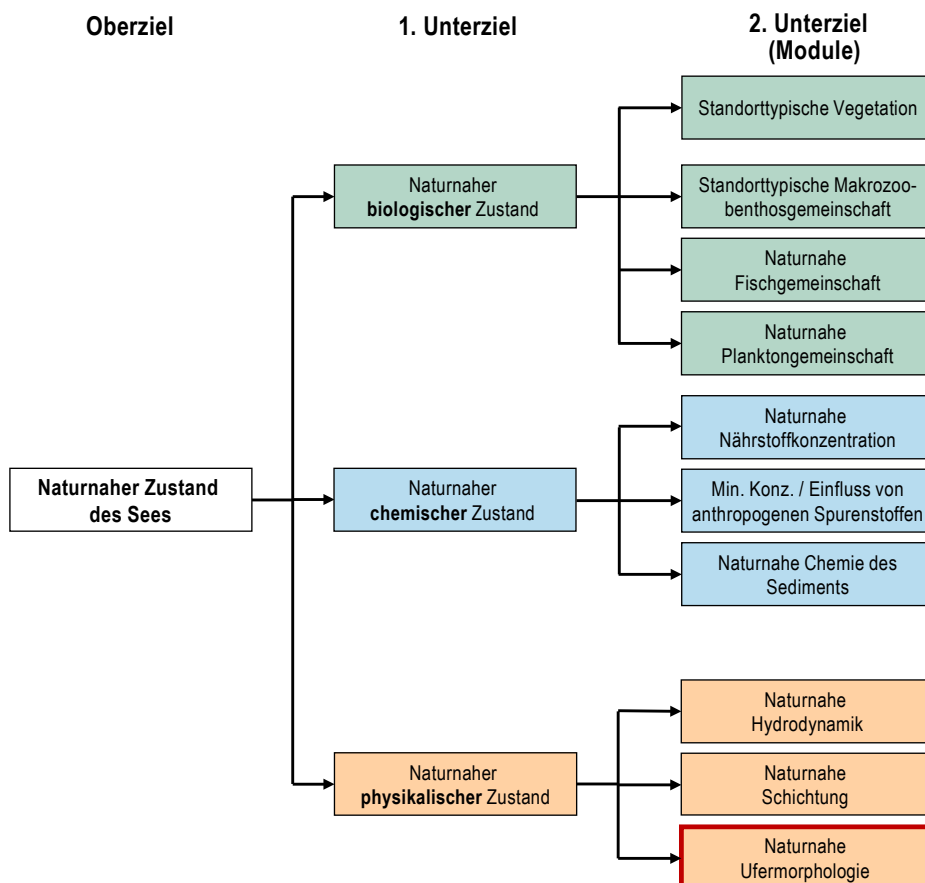 Oberziel
1. Unterziel
2. Unterziel
(Module)
Standorttypische Vegetation
Naturnaher
biologischer Zustand
Standorttypische Makrozoo-
benthosgemeinschaft
Naturnahe
Fischgemeinschaft
Naturnahe
Planktongemeinschaft
Naturnaher Zustand
des Sees
Naturnaher
chemischer Zustand
Naturnahe
Nährstoffkonzentration
Min. Konz. / Einfluss von
anthropogenen Spurenstoffen
Naturnahe Chemie des
Sediments
Naturnaher
physikalischer Zustand
Naturnahe
Hydrodynamik
Naturnahe
Schichtung
Naturnahe
Ufermorphologie